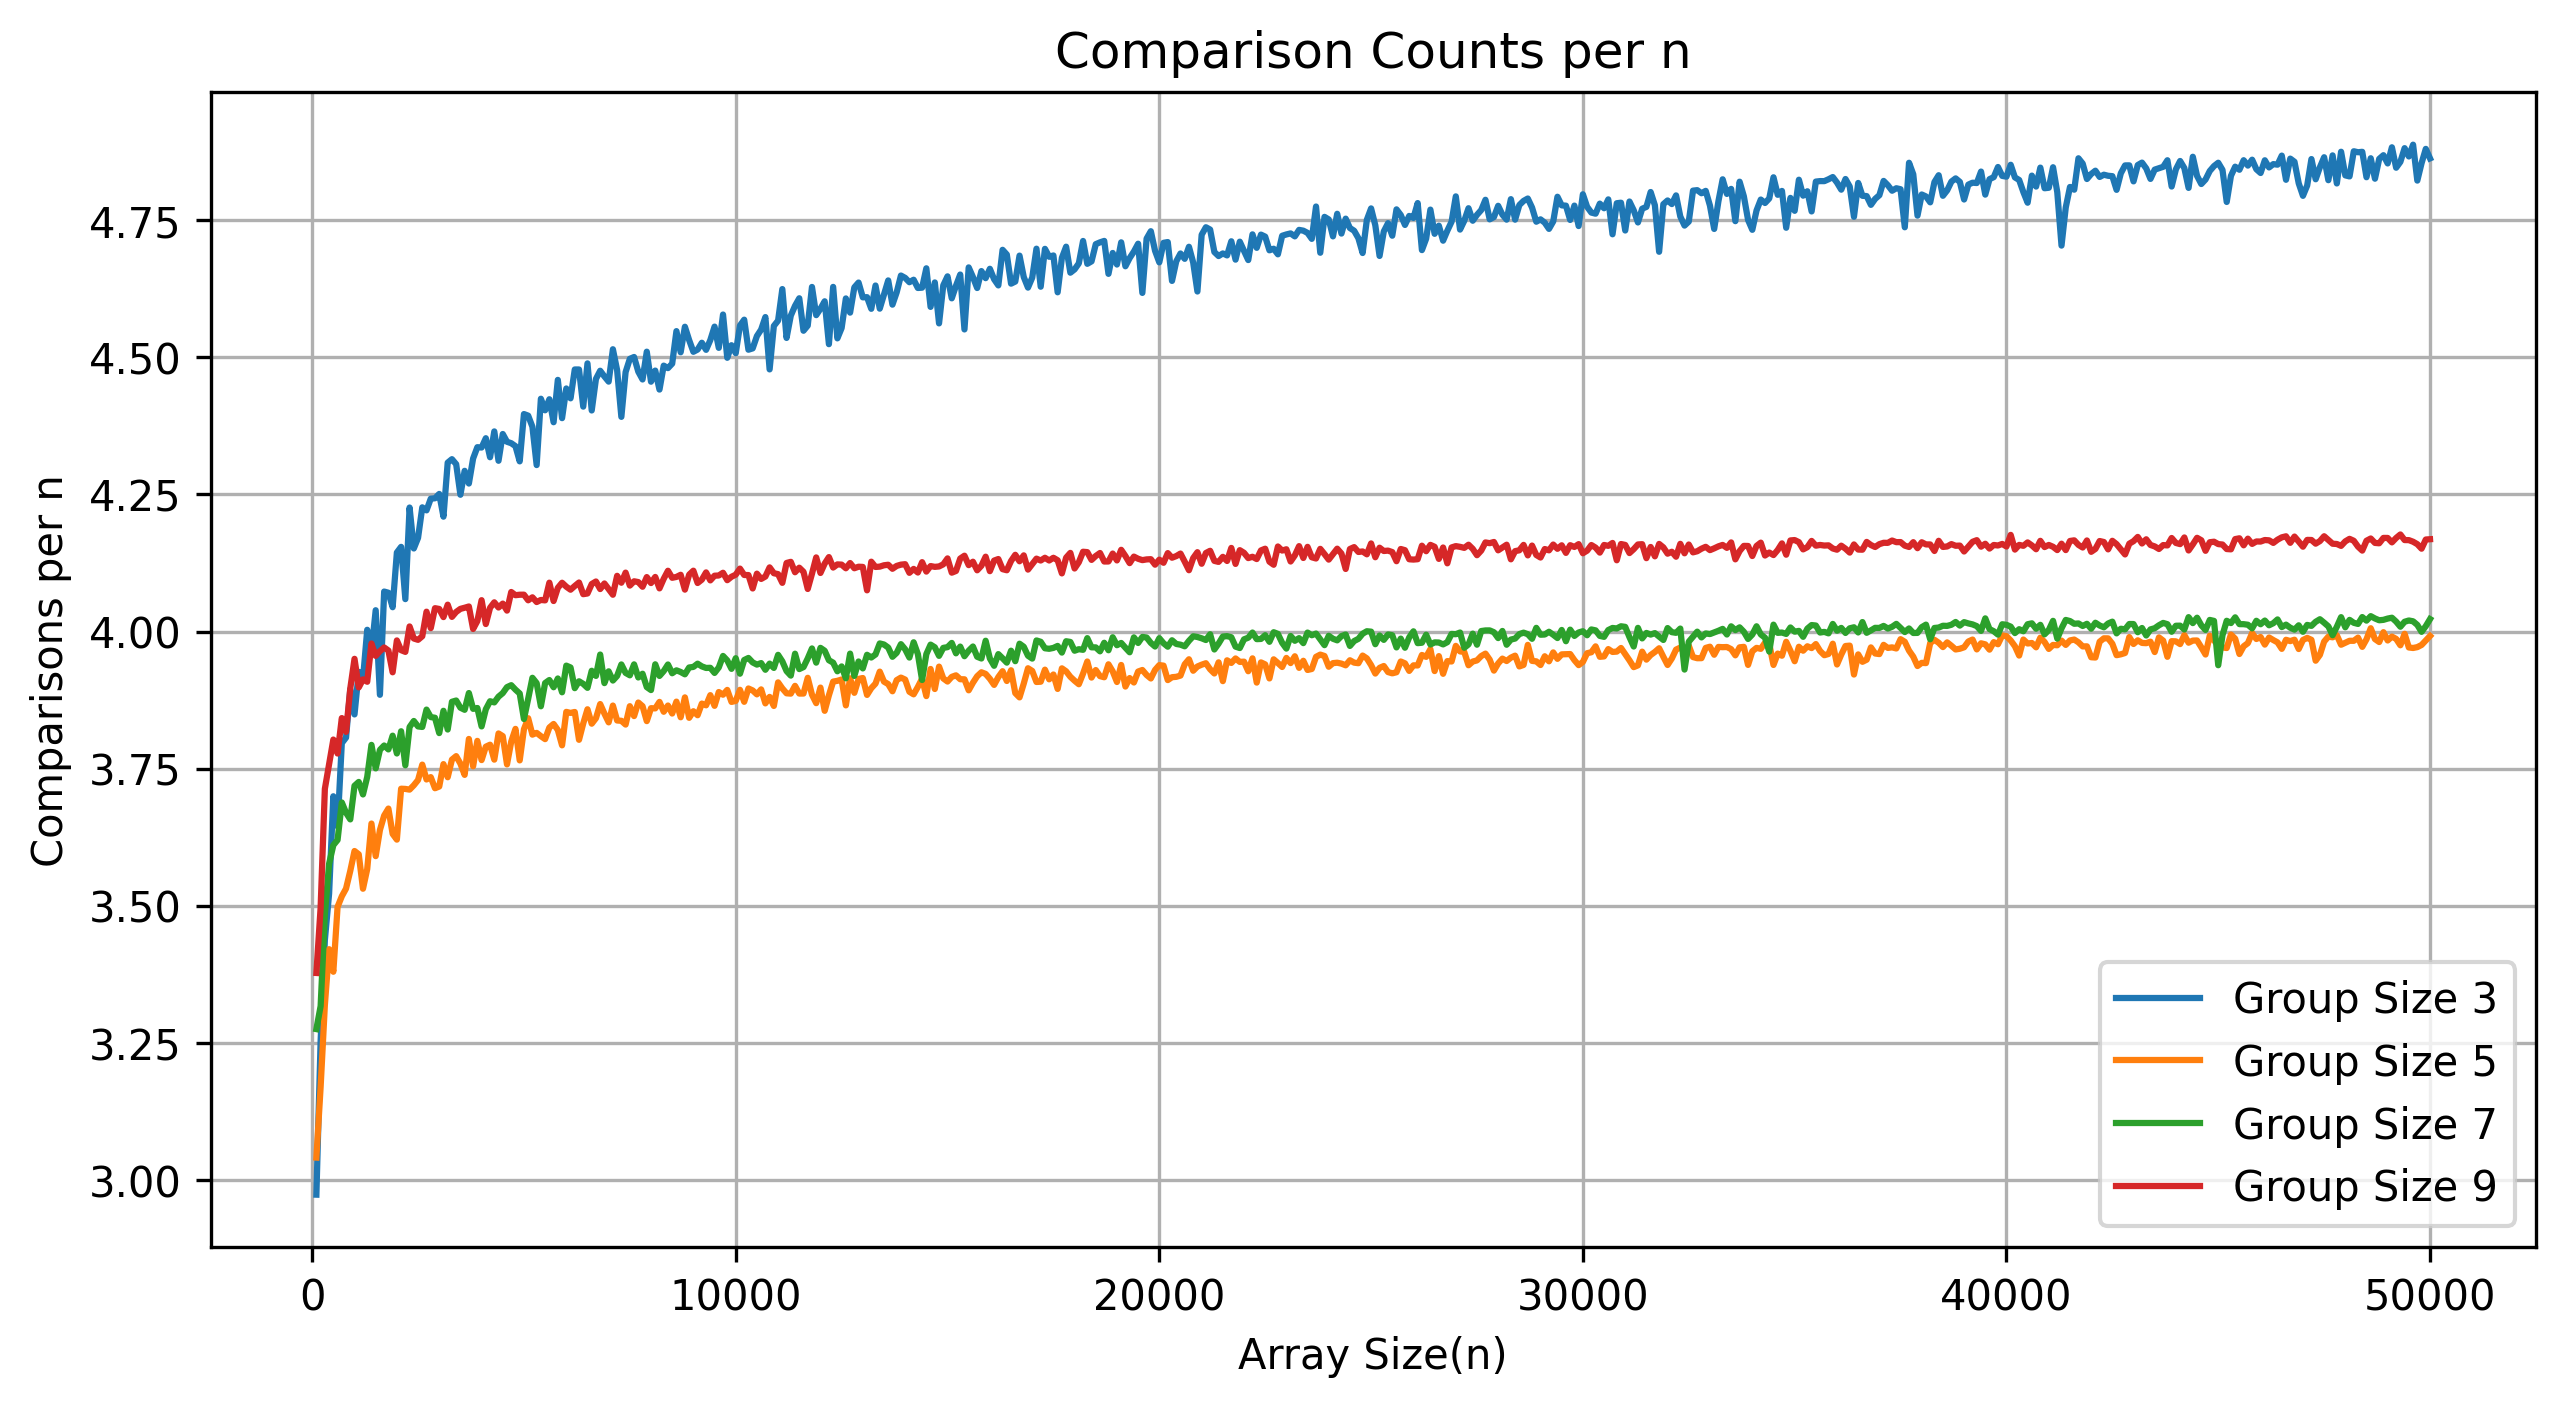 Comparison Counts per n
Comparisons per n
4.75
4.50
4.25
4.00
3.75
3.50
3.25
3.00
Group Size 3
Group Size 5
Group Size 7
Group Size 9
0 10000 20000 30000 40000 50000
Array Size(n)